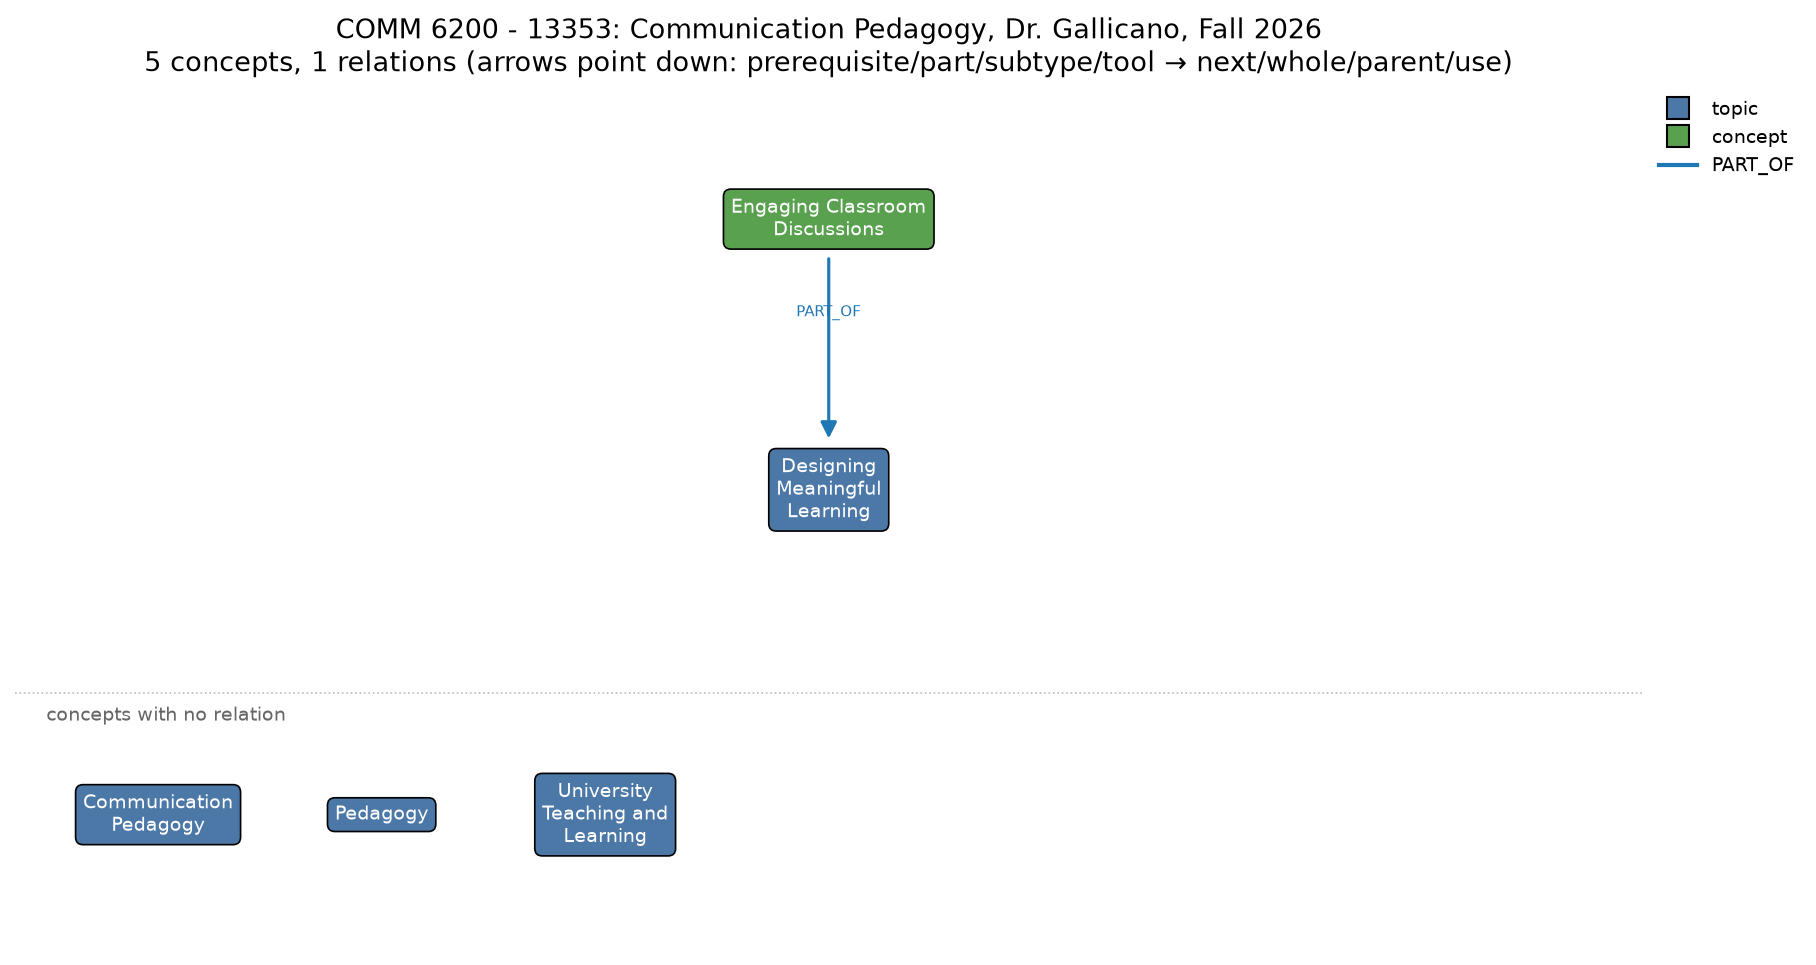 COMM 6200 - 13353: Communication Pedagogy, Dr. Gallicano, Fall 2026
5 concepts, 1 relations (arrows point down: prerequisite/part/subtype/tool → next/whole/parent/use)
topic
concept
PART_OF
Engaging Classroom
Discussions
PART_OF
Designing
Meaningful
Learning
concepts with no relation
Communication
Pedagogy
Pedagogy
University
Teaching and
Learning